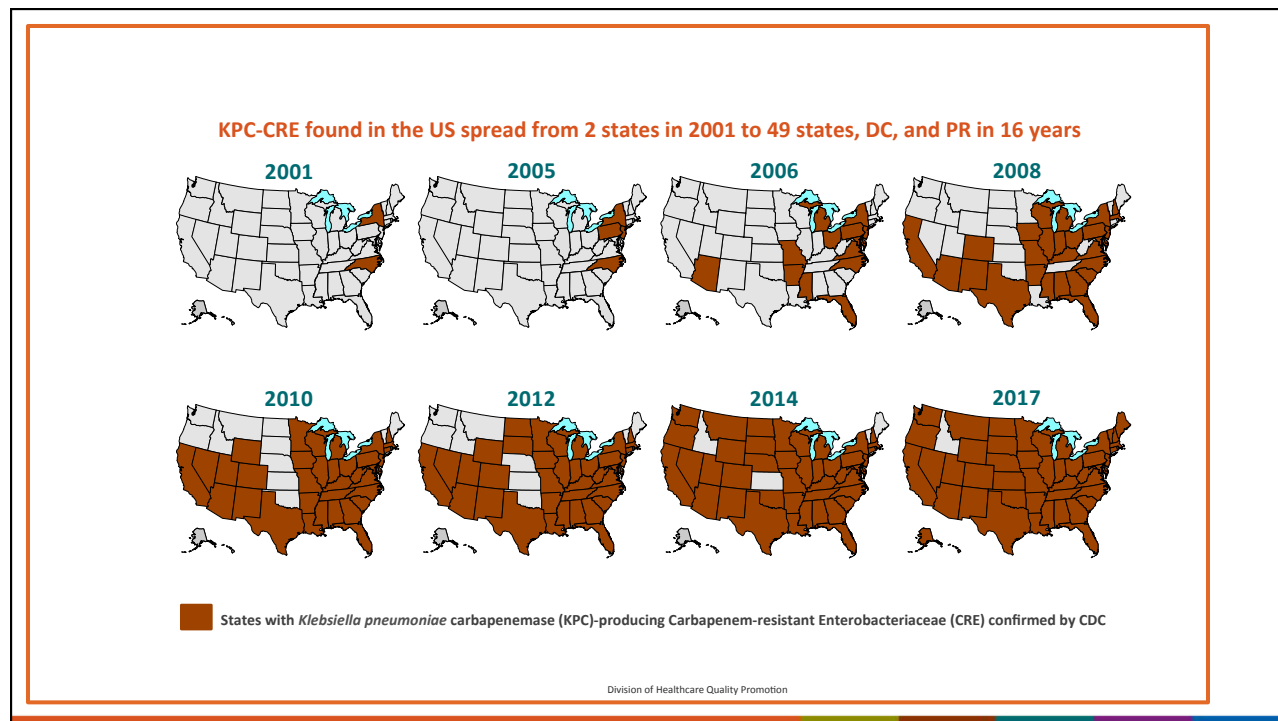 KPC-CRE found in the US spread from 2 states in 2001 to 49 states, DC, and PR in 16 years
2001
2005
2006
2008
2010
2012
2014
2017
States with Klebsiella pneumoniae carbapenemase (KPC)-producing Carbapenem-resistant Enterobacteriaceae (CRE) confirmed by CDC
Division of Healthcare Quality Promotion